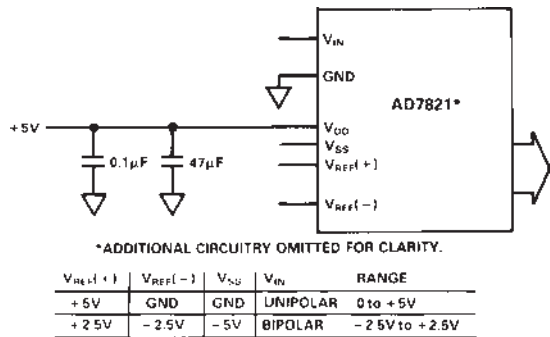 VIN
GND
AD7821*
+5V
VDD
VSS
VREF(+)
0.1μF
47μF
VREF(−)
*ADDITIONAL CIRCUITRY OMITTED FOR CLARITY.
VREF(+) VREF(−) VSS VIN RANGE
+5V GND GND UNIPOLAR 0 to +5V
+2.5V −2.5V −5V BIPOLAR −2.5V to +2.5V